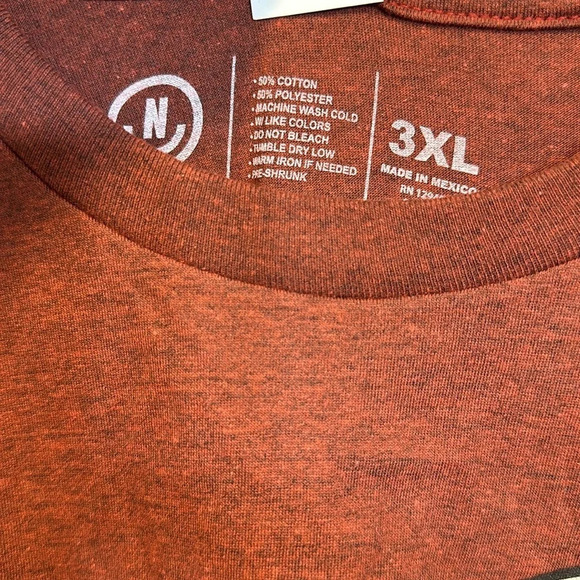 N
• 50% COTTON
• 50% POLYESTER
• MACHINE WASH COLD
• W/ LIKE COLORS
• DO NOT BLEACH
• TUMBLE DRY LOW
• WARM IRON IF NEEDED
PRE-SHRUNK
3XL
MADE IN MEXICO
RN